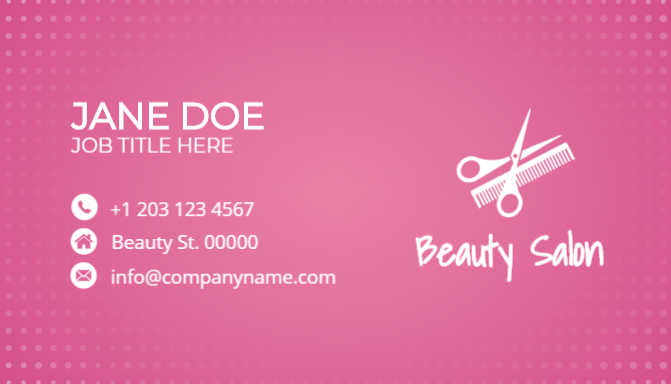 JANE DOE
JOB TITLE HERE
+1 203 123 4567
Beauty St. 00000
info@companyname.com
Beauty Salon